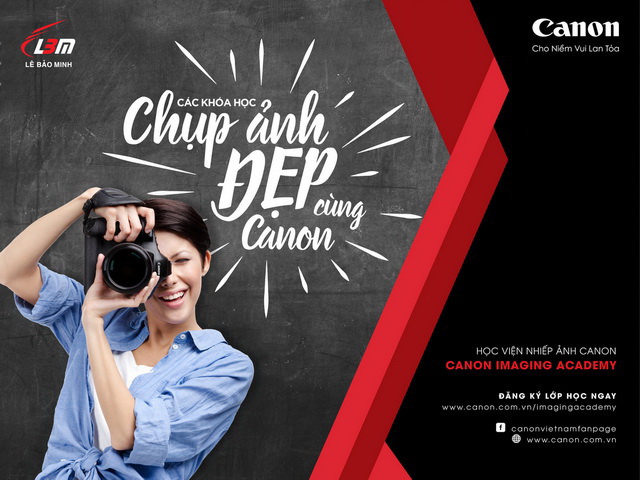 LBM
LÊ BẢO MINH
Canon
Cho Niềm Vui Lan Tỏa
CÁC KHÓA HỌC
Chụp ảnh
ĐẸP
cùng
Canon
HỌC VIỆN NHIẾP ẢNH CANON
CANON IMAGING ACADEMY
ĐĂNG KÝ LỚP HỌC NGAY
www.canon.com.vn/imagingacademy
canonvietnamfanpage
www.canon.com.vn